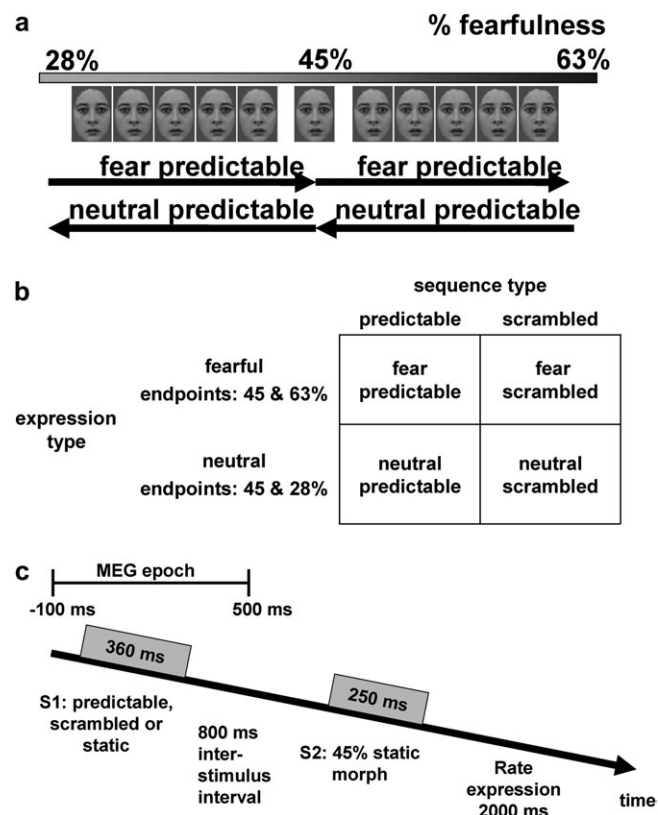 a
% fearfulness
28% 45% 63%
fear predictable fear predictable
neutral predictable neutral predictable
b
sequence type
predictable scrambled
fearful
endpoints: 45 & 63%
fear
predictable
fear
scrambled
expression
type
neutral
endpoints: 45 & 28%
neutral
predictable
neutral
scrambled
c
MEG epoch
-100 ms 500 ms
360 ms
S1: predictable,
scrambled or
static
800 ms
inter-
stimulus
interval
250 ms
S2: 45% static
morph
Rate
expression
2000 ms
time